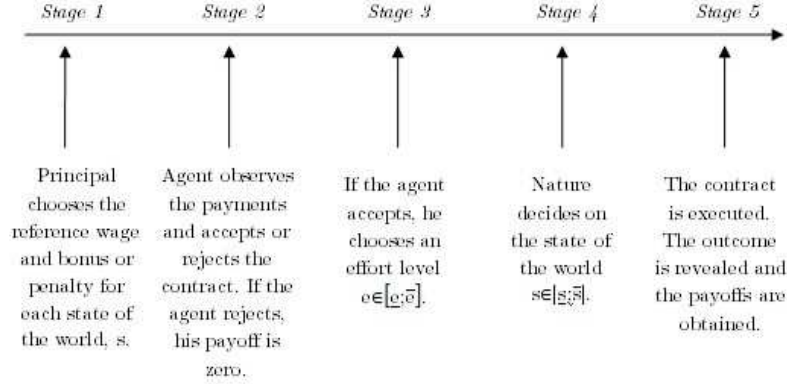 Stage 1
Stage 2
Stage 3
Stage 4
Stage 5
Principal
chooses the
reference wage
and bonus or
penalty for
each state of
the world, s.
Agent observes
the payments
and accepts or
rejects the
contract. If the
agent rejects,
his payoff is
zero.
If the agent
accepts, he
chooses an
effort level
e∈[e̲;e̅].
Nature
decides on
the state of
the world
s∈[s̲;s̅].
The contract
is executed.
The outcome
is revealed and
the payoffs are
obtained.